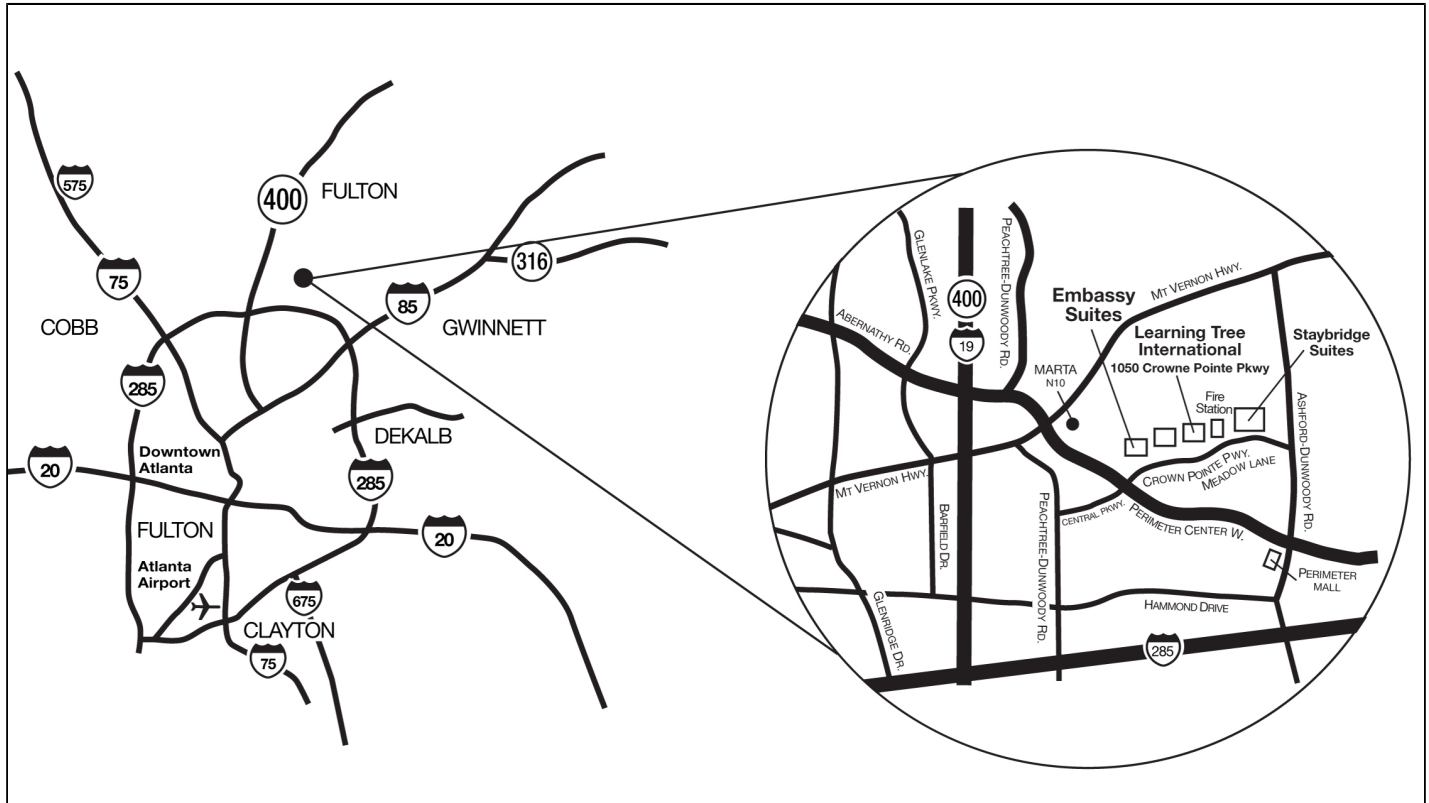 575
400
FULTON
75
316
85
COBB
GWINNETT
285
DEKALB
Downtown
Atlanta
20
285
FULTON
20
Atlanta
Airport
675
CLAYTON
75
GLENLAKE PKWY.
PEACHTREE-DUNWOODY RD.
400
19
ABERNATHY RD.
MT VERNON HWY.
Embassy
Suites
Learning Tree
International
1050 Crowne Pointe Pkwy
Staybridge
Suites
MARTA
N10
Fire
Station
ASHFORD-DUNWOODY RD.
CROWN POINTE PWY.
MEADOW LANE
MT VERNON HWY.
BARFIELD DR.
PEACHTREE-DUNWOODY RD.
CENTRAL PKWY.
PERIMETER CENTER W.
PERIMETER
MALL
HAMMOND DRIVE
GLENRIDGE DR.
285